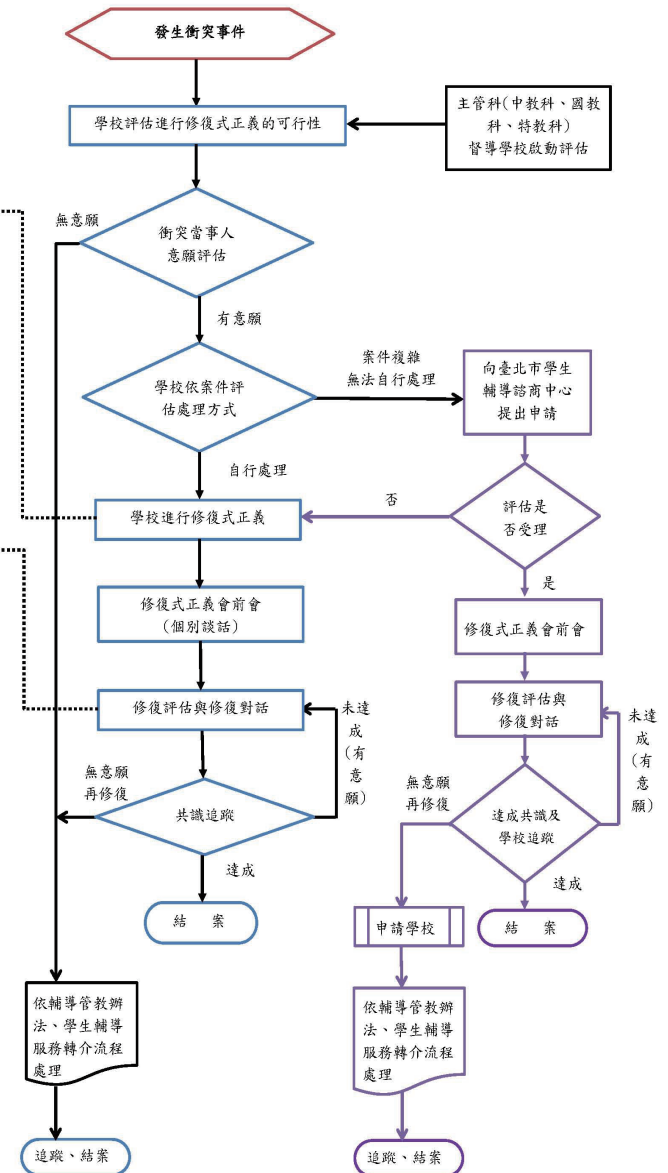 發生衝突事件
學校評估進行修復式正義的可行性
主管科(中教科、國教
科、特教科)
督導學校啟動評估
無意願
衝突當事人
意願評估
有意願
學校依案件評
估處理方式
案件複雜
無法自行處理
向臺北市學生
輔導諮商中心
提出申請
自行處理
學校進行修復式正義
否
評估是
否受理
是
修復式正義會前會
(個別談話)
修復式正義會前會
修復評估與修復對話
未達
成
(有
意
願)
修復評估與
修復對話
未達
成
(有
意
願)
無意願
再修復
共識追蹤
達成
結 案
無意願
再修復
達成共識及
學校追蹤
達成
結 案
申請學校
依輔導管教辦
法、學生輔導
服務轉介流程
處理
依輔導管教辦
法、學生輔導
服務轉介流程
處理
追蹤、結案
追蹤、結案